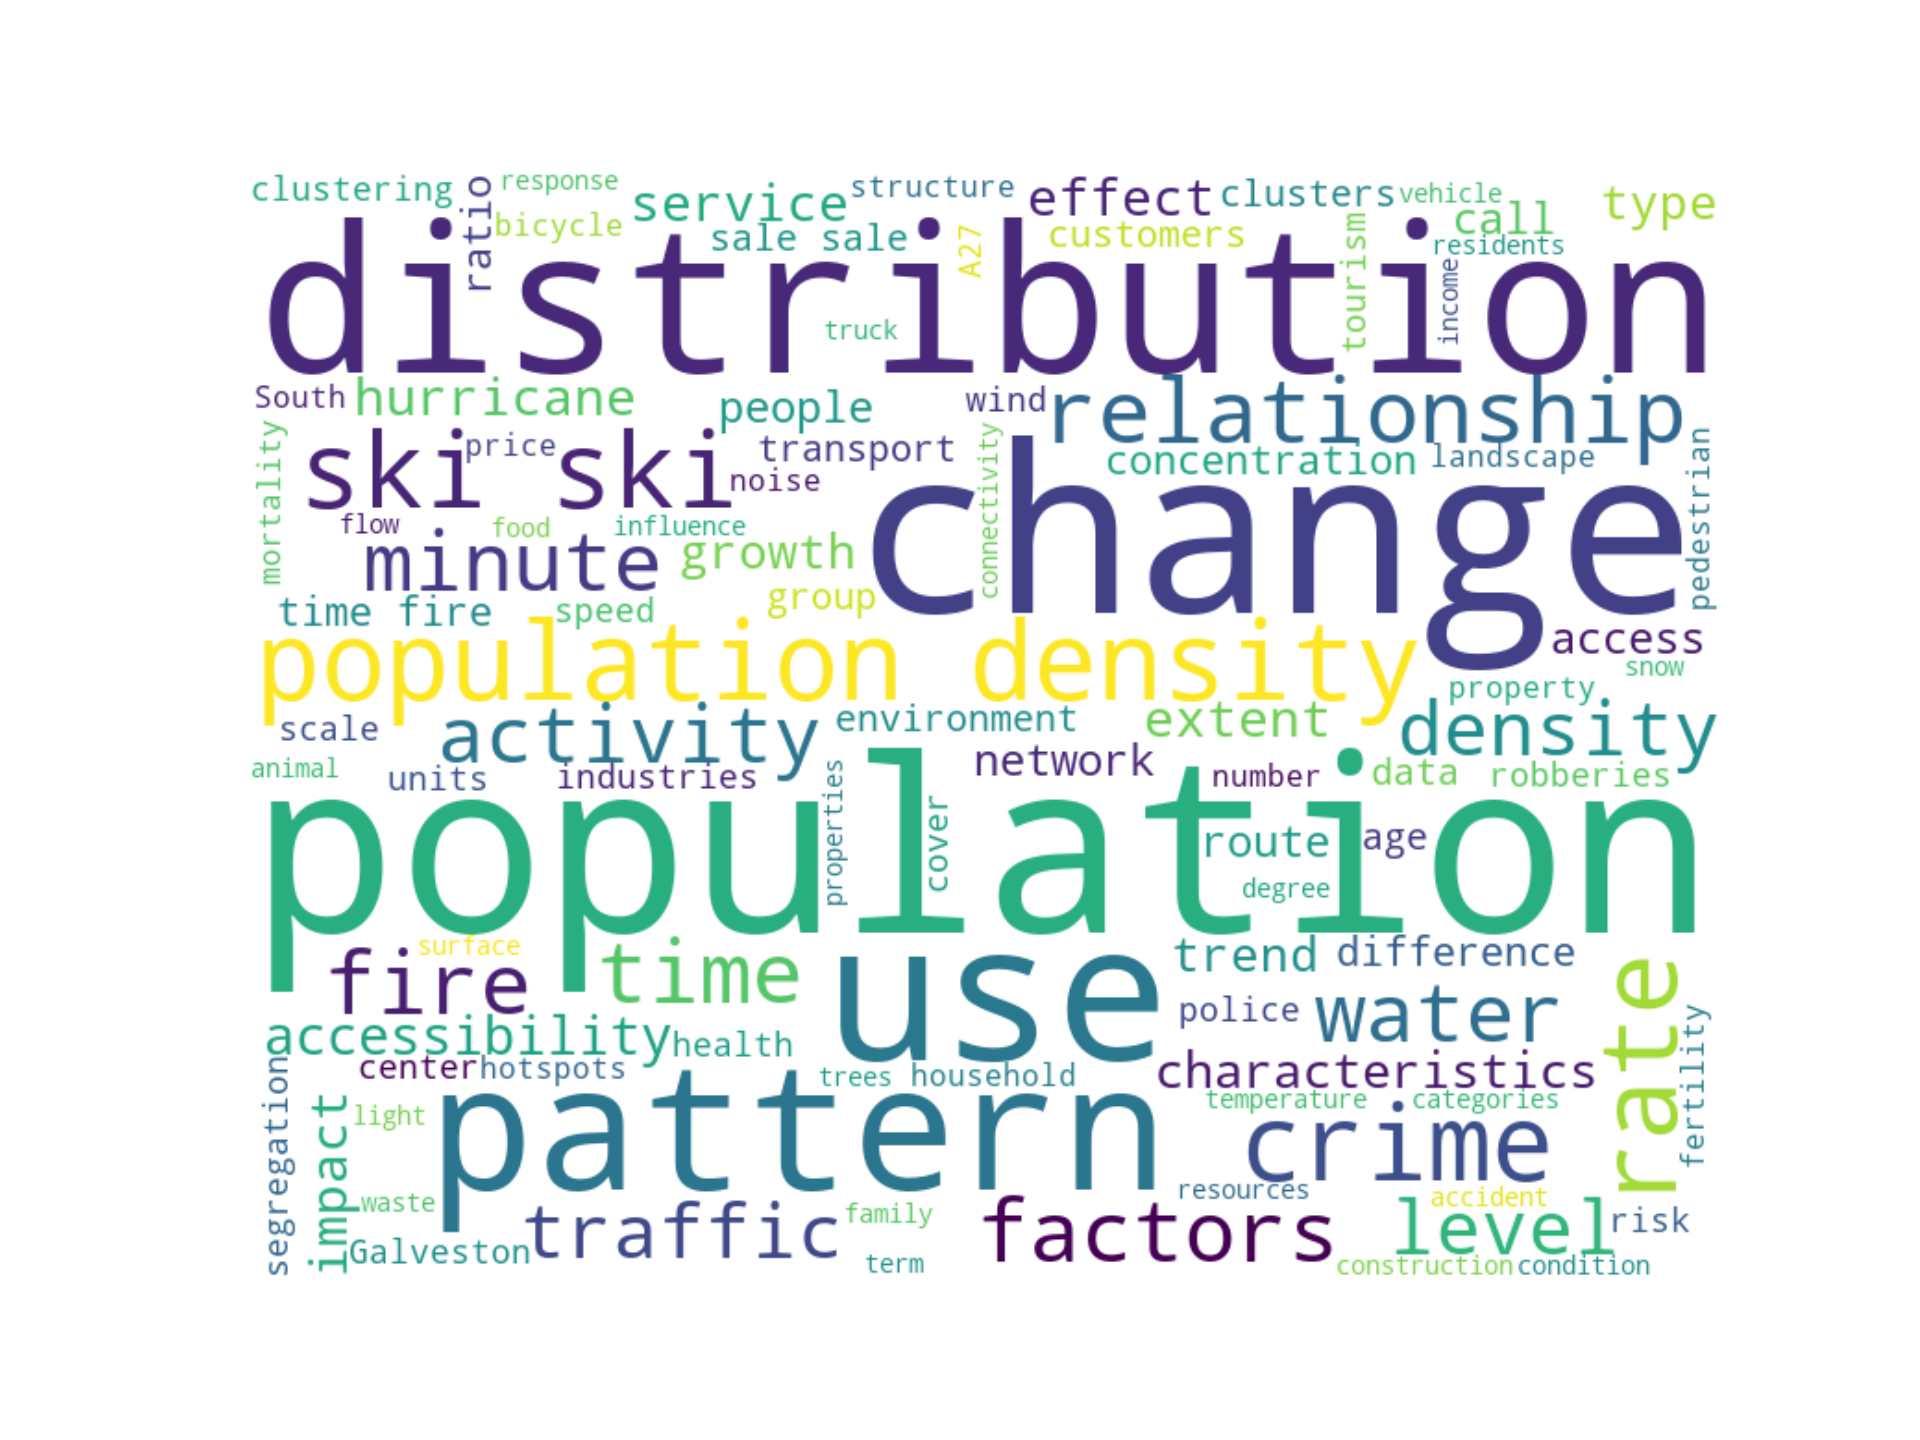 clustering
ratio
response
service
structure
effect
clusters
vehicle
call
type
bicycle
sale sale
A27
customers
tourism
residents
income
distribution
truck
South
hurricane
people
wind
relationship
mortality
ski ski
price
transport
noise
connectivity
concentration
landscape
pedestrian
change
flow
food
influence
minute
growth
time fire
speed
group
population density
access
snow
property
scale
activity
environment
extent
density
animal
units
industries
network
number
data
robberies
population
properties
cover
route
age
degree
fire
surface
time
use
trend
difference
rate
police
water
fertility
accessibility
health
center
hotspots
trees
household
characteristics
segregation
impact
light
pattern
temperature
categories
crime
waste
resources
accident
Galveston
traffic
family
factors
level
risk
term
construction
condition